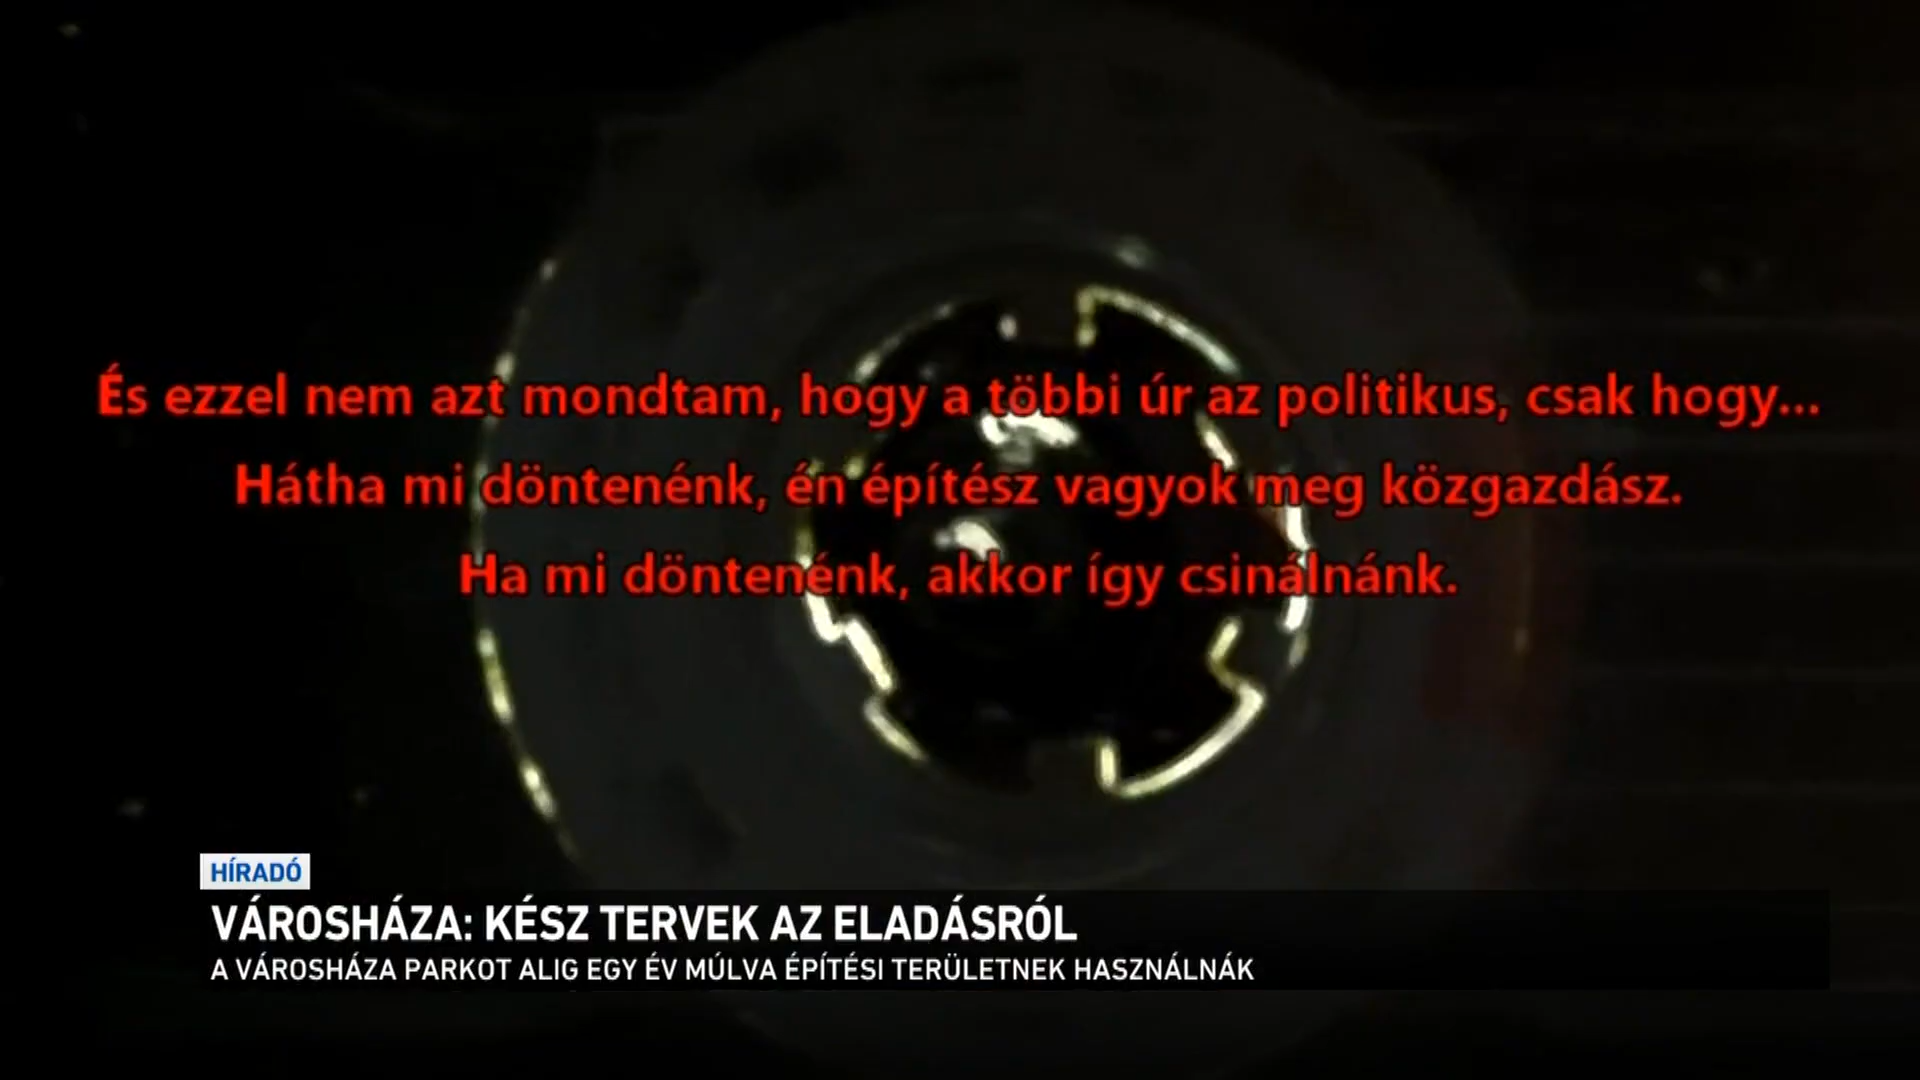 És ezzel nem azt mondtam, hogy a többi úr az politikus, csak hogy...
Hátha mi döntenénk, én építész vagyok meg közgazdász.
Ha mi döntenénk, akkor így csinálnánk.
HÍRADÓ
VÁROSHÁZA: KÉSZ TERVEK AZ ELADÁSRÓL
A VÁROSHÁZA PARKOT ALIG EGY ÉV MÚLVA ÉPÍTÉSI TERÜLETNEK HASZNÁLNÁK